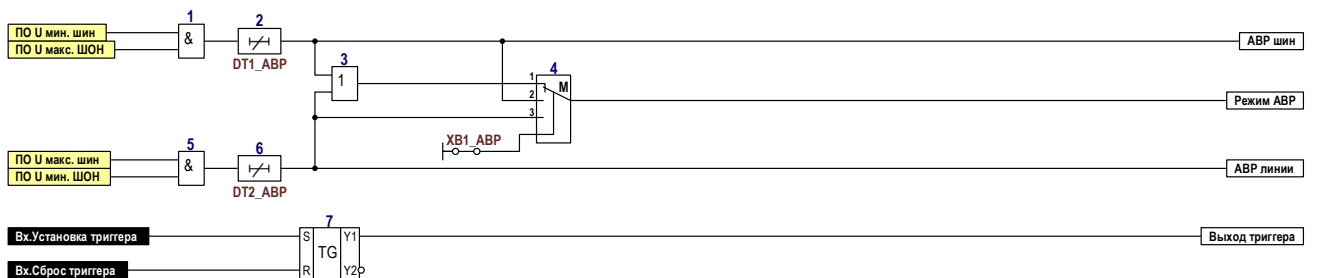 1
2
ПО U мин. шин
ПО U макс. ШОН
&
DT1_АВР
АВР шин
3
1
4
1
2
3
М
Режим АВР
XB1_АВР
5
6
ПО U макс. шин
ПО U мин. ШОН
&
DT2_АВР
АВР линии
7
Вх.Установка триггера
S
Y1
TG
Выход триггера
Вх.Сброс триггера
R
Y2